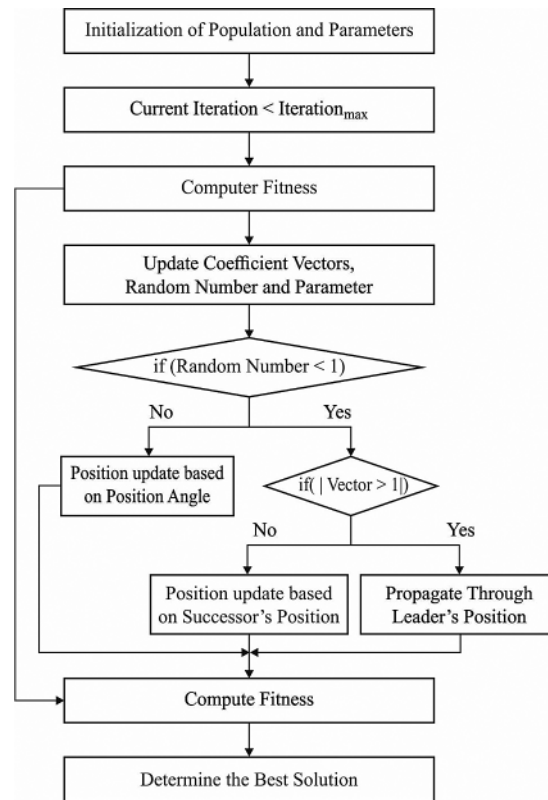 Initialization of Population and Parameters
Current Iteration < Iterationmax
Computer Fitness
Update Coefficient Vectors,
Random Number and Parameter
if (Random Number < 1)
No
Yes
Position update based
on Position Angle
if( | Vector > 1|)
No
Yes
Position update based
on Successor's Position
Propagate Through
Leader's Position
Compute Fitness
Determine the Best Solution